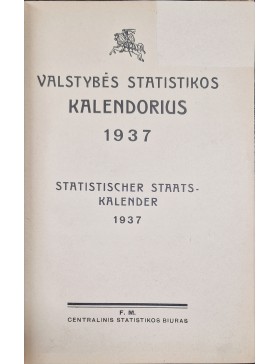 VALSTYBĖS STATISTIKOS
KALENDORIUS
1937
STATISTISCHER STAATS-
KALENDER
1937
F. M.
CENTRALINIS STATISTIKOS BIURAS